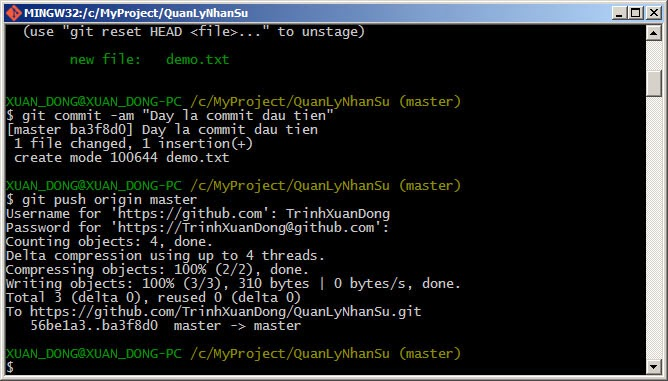 MINGW32:/c/MyProject/QuanLyNhanSu
(use "git reset HEAD <file>..." to unstage)
new file:   demo.txt
XUAN_DONG@XUAN_DONG-PC /c/MyProject/QuanLyNhanSu (master)
$ git commit -am "Day la commit dau tien"
[master ba3f8d0] Day la commit dau tien
1 file changed, 1 insertion(+)
create mode 100644 demo.txt
XUAN_DONG@XUAN_DONG-PC /c/MyProject/QuanLyNhanSu (master)
$ git push origin master
Username for 'https://github.com': TrinhXuanDong
Password for 'https://TrinhXuanDong@github.com':
Counting objects: 4, done.
Delta compression using up to 4 threads.
Compressing objects: 100% (2/2), done.
Writing objects: 100% (3/3), 310 bytes | 0 bytes/s, done.
Total 3 (delta 0), reused 0 (delta 0)
To https://github.com/TrinhXuanDong/QuanLyNhanSu.git
56be1a3..ba3f8d0  master -> master
XUAN_DONG@XUAN_DONG-PC /c/MyProject/QuanLyNhanSu (master)
$